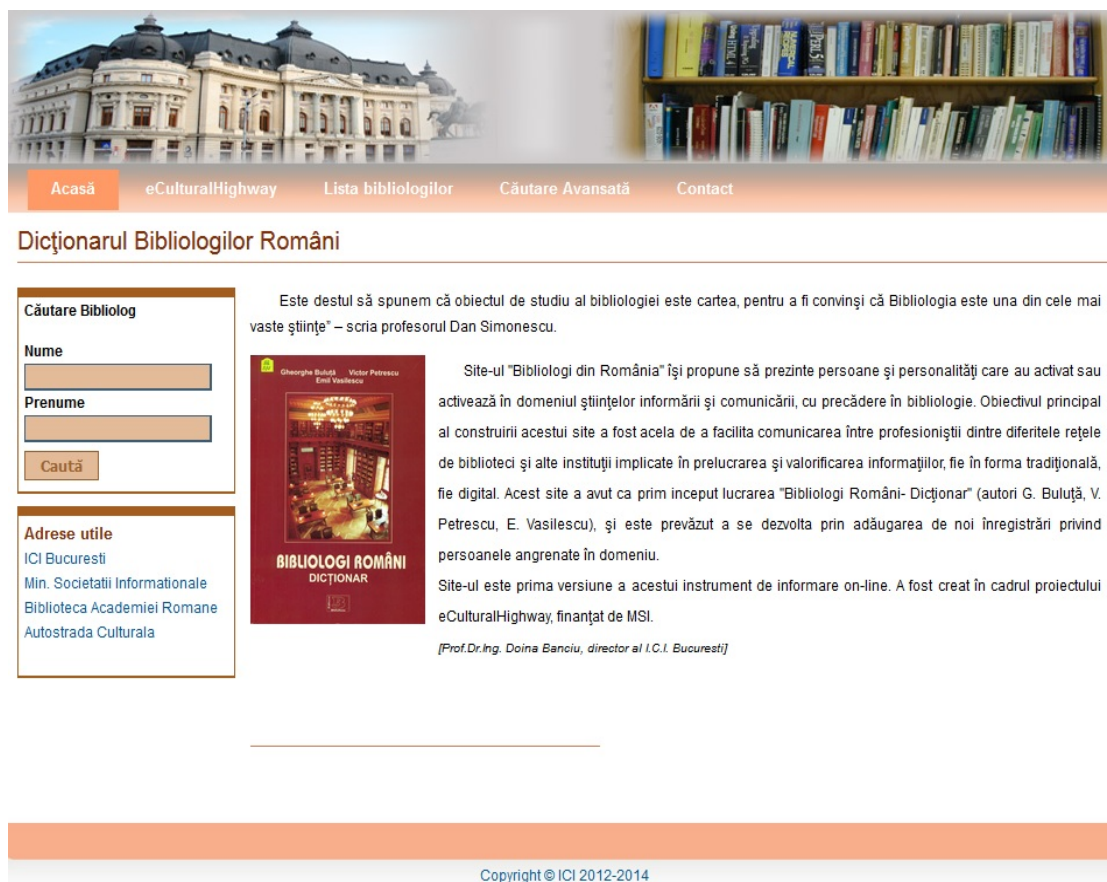 Acasă eCulturalHighway Lista bibliologilor Căutare Avansată Contact
Dicţionarul Bibliologilor Români
Căutare Bibliolog
Nume
Prenume
Caută
Adrese utile
ICI Bucuresti
Min. Societatii Informationale
Biblioteca Academiei Romane
Autostrada Culturala
Este destul să spunem că obiectul de studiu al bibliologiei este cartea, pentru a fi convinşi că Bibliologia este una din cele mai
vaste ştiinţe” – scria profesorul Dan Simonescu.
Gheorghe Buluţă Victor Petrescu
Emil Vasilescu
BIBLIOLOGI ROMÂNI
DICŢIONAR
Site-ul "Bibliologi din România" îşi propune să prezinte persoane şi personalităţi care au activat sau
activează în domeniul ştiinţelor informării şi comunicării, cu precădere în bibliologie. Obiectivul principal
al construirii acestui site a fost acela de a facilita comunicarea între profesioniştii dintre diferitele reţele
de biblioteci şi alte instituţii implicate în prelucrarea şi valorificarea informaţiilor, fie în forma tradiţională,
fie digital. Acest site a avut ca prim inceput lucrarea "Bibliologi Români- Dicţionar" (autori G. Buluţă, V.
Petrescu, E. Vasilescu), şi este prevăzut a se dezvolta prin adăugarea de noi înregistrări privind
persoanele angrenate în domeniu.
Site-ul este prima versiune a acestui instrument de informare on-line. A fost creat în cadrul proiectului
eCulturalHighway, finanţat de MSI.
[Prof.Dr.Ing. Doina Banciu, director al I.C.I. Bucuresti]
Copyright © ICI 2012-2014